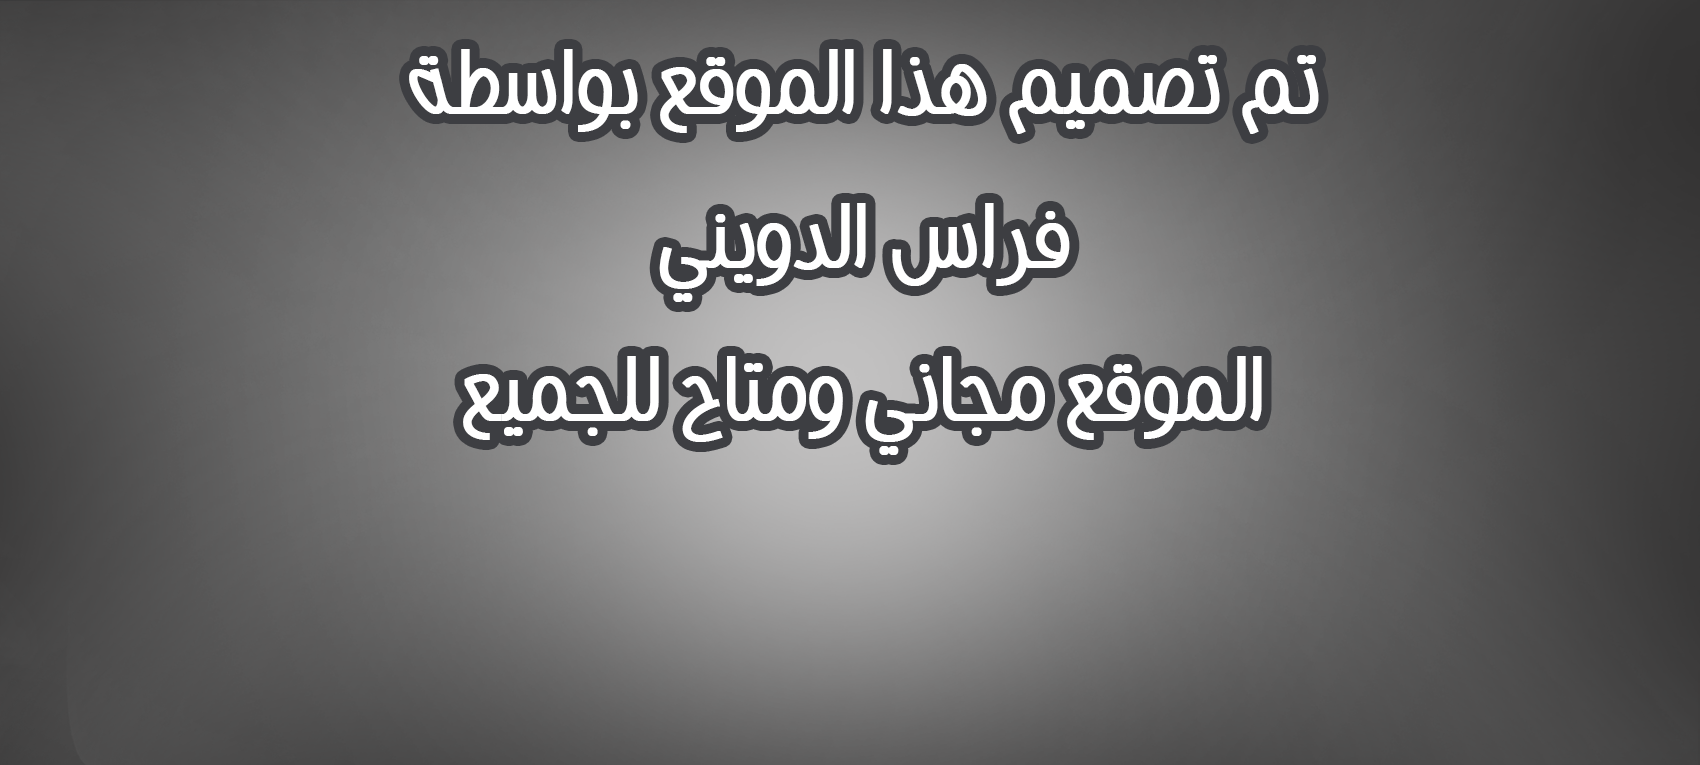 تم تصميم هذا الموقع بواسطة
فراس الدويني
الموقع مجاني ومتاح للجميع